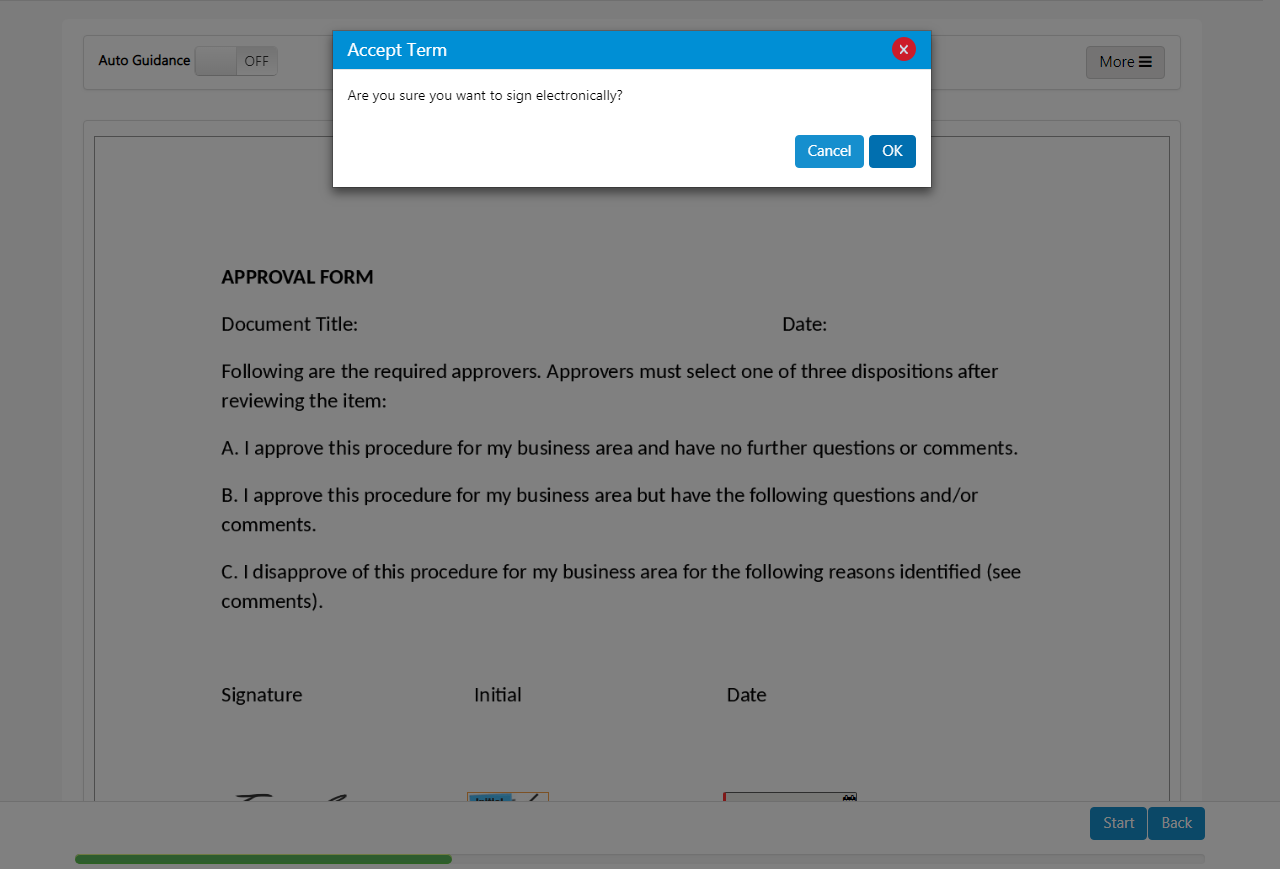 Accept Term
Auto Guidance OFF
More
Are you sure you want to sign electronically?
Cancel OK
APPROVAL FORM
Document Title: Date:
Following are the required approvers. Approvers must select one of three dispositions after
reviewing the item:
A. I approve this procedure for my business area and have no further questions or comments.
B. I approve this procedure for my business area but have the following questions and/or
comments.
C. I disapprove of this procedure for my business area for the following reasons identified (see
comments).
Signature Initial Date
Start Back